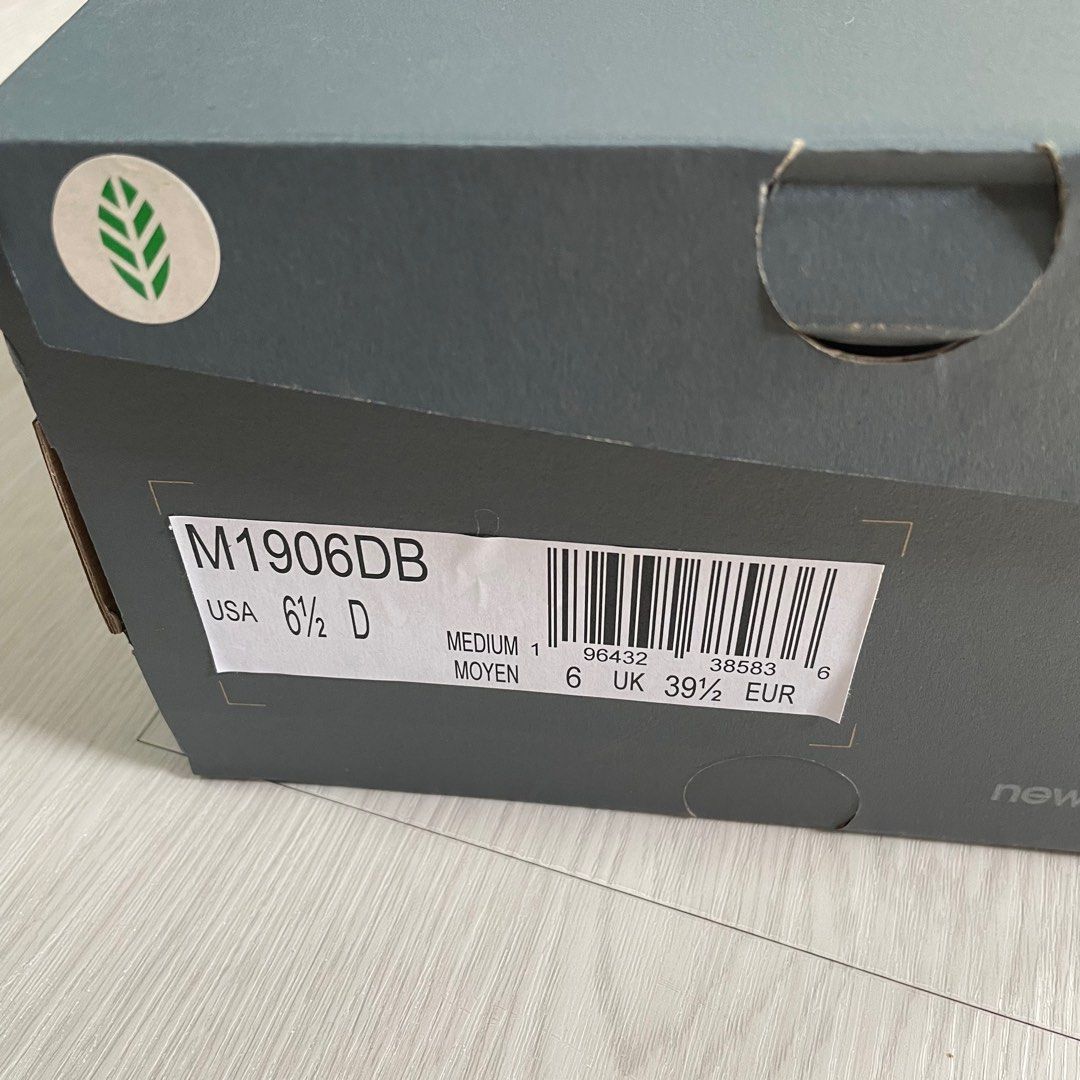 M1906DB
USA 6½ D
MEDIUM
MOYEN
1 96432 38583 6
6 UK 39½ EUR
new